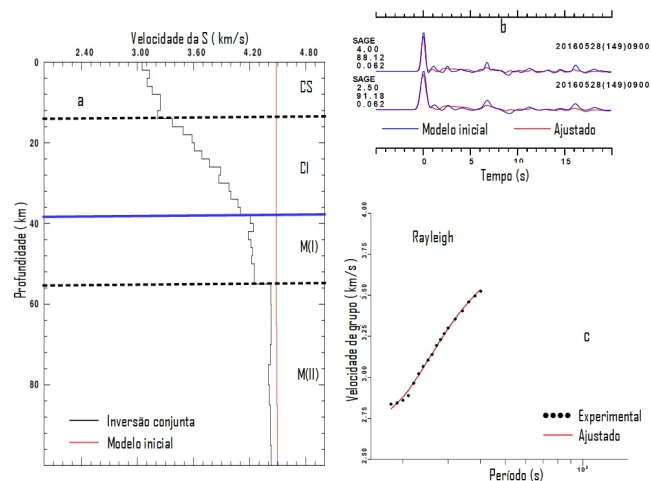 Velocidade da S ( km/s)
2.40 3.00 3.60 4.20 4.80
0
20
40
60
80
Profundidade ( km)
a
CS
CI
M(I)
M(II)
Inversão conjunta
Modelo inicial
b
SAGE
4.00
88.12
0.062
20160528(149)0900
SAGE
2.50
91.18
0.062
20160528(149)0900
Modelo inicial
Ajustado
0 5 10 15
Tempo (s)
Velocidade de grupo ( km/s)
4.00
3.75
3.50
3.25
3.00
2.75
2.50
Rayleigh
c
Experimental
Ajustado
Período (s)
10²